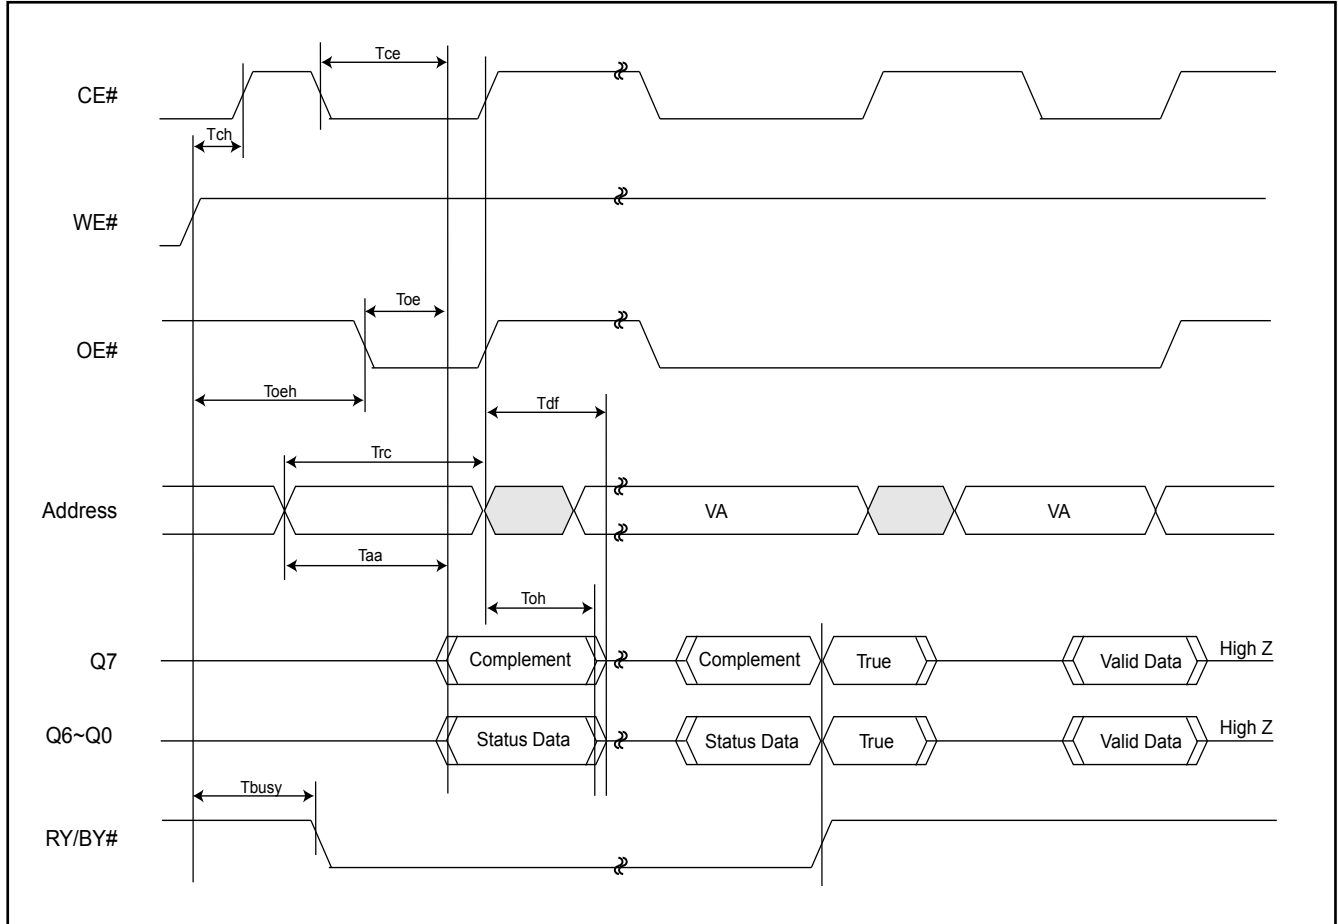 Tce
CE#
Tch
WE#
Toe
OE#
Toeh
Tdf
Trc
Address
VA
VA
Taa
Toh
Q7
Complement
Complement
True
Valid Data
High Z
Q6~Q0
Status Data
Status Data
True
Valid Data
High Z
Tbusy
RY/BY#